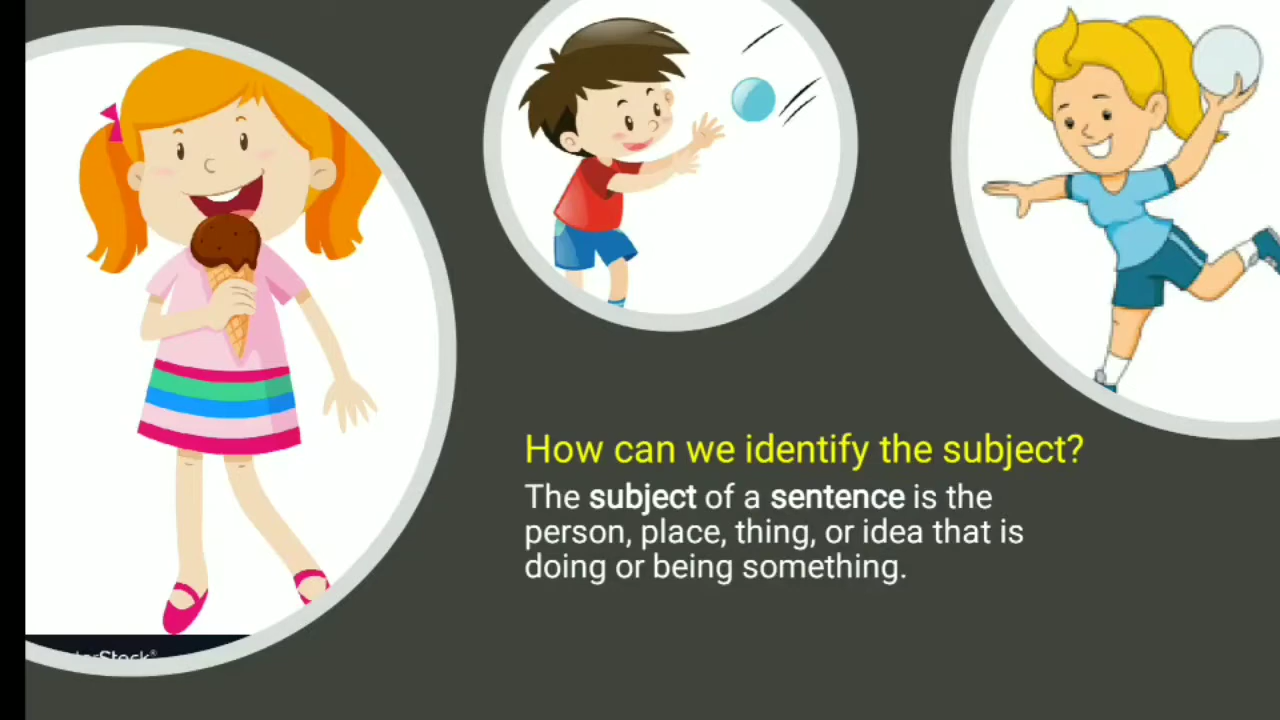 How can we identify the subject?
The subject of a sentence is the
person, place, thing, or idea that is
doing or being something.